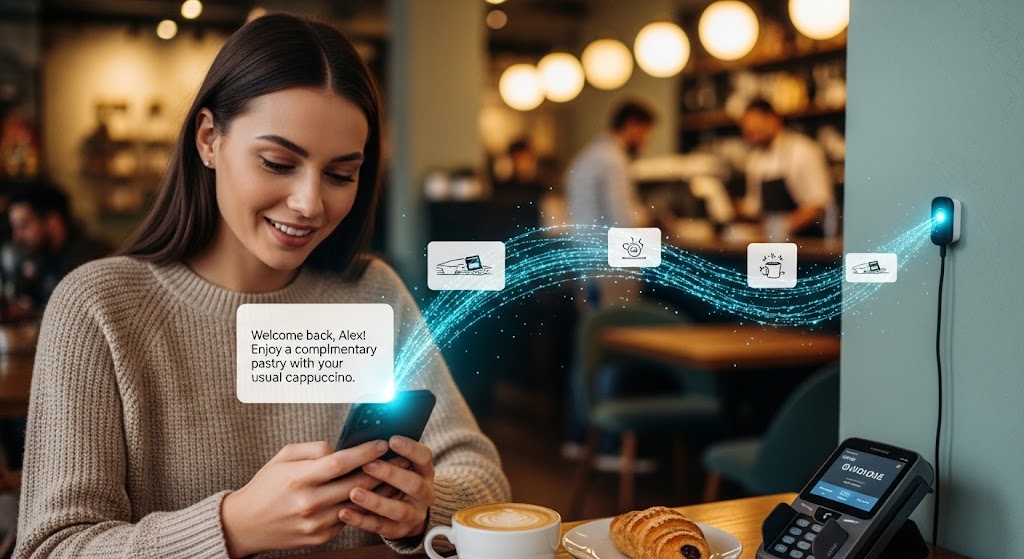 Welcome back, Alex!
Enjoy a complmentary
pastry with your
usual cappuccino.